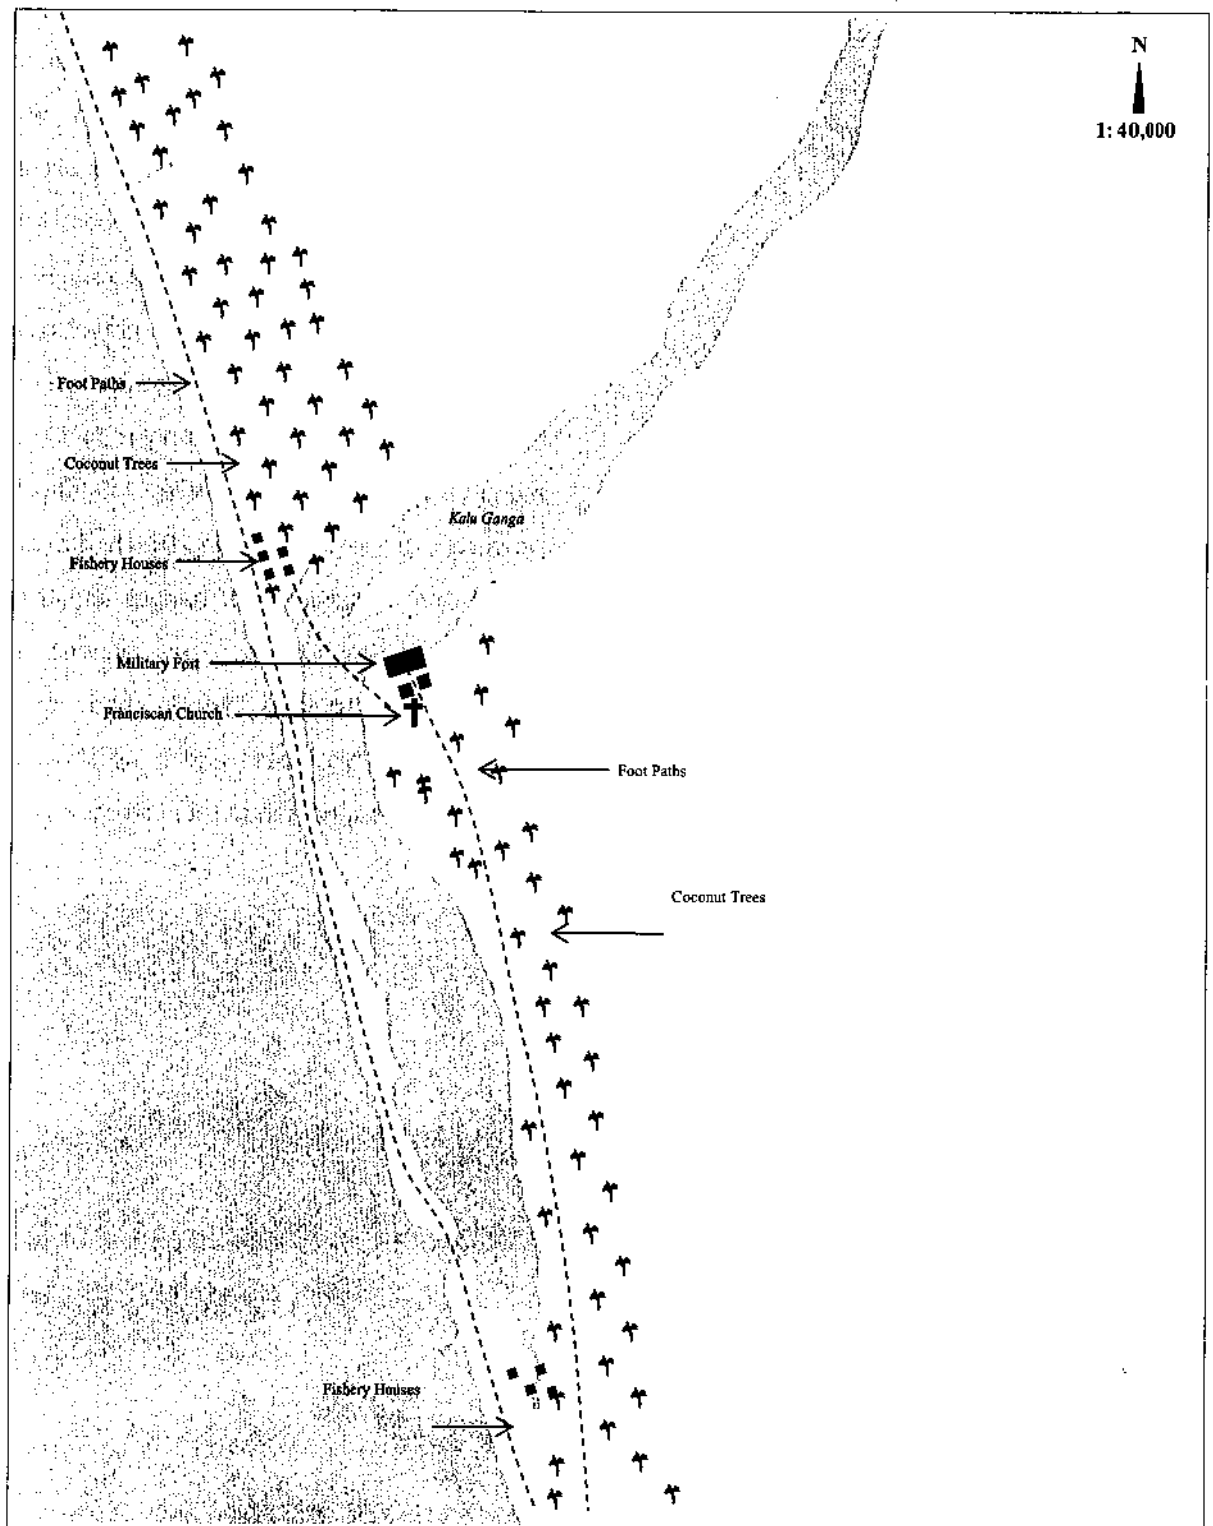 N
1: 40,000
Foot Paths
Coconut Trees
Kalu Ganga
Fishery Houses
Military Fort
Franciscan Church
Foot Paths
Coconut Trees
Fishery Houses